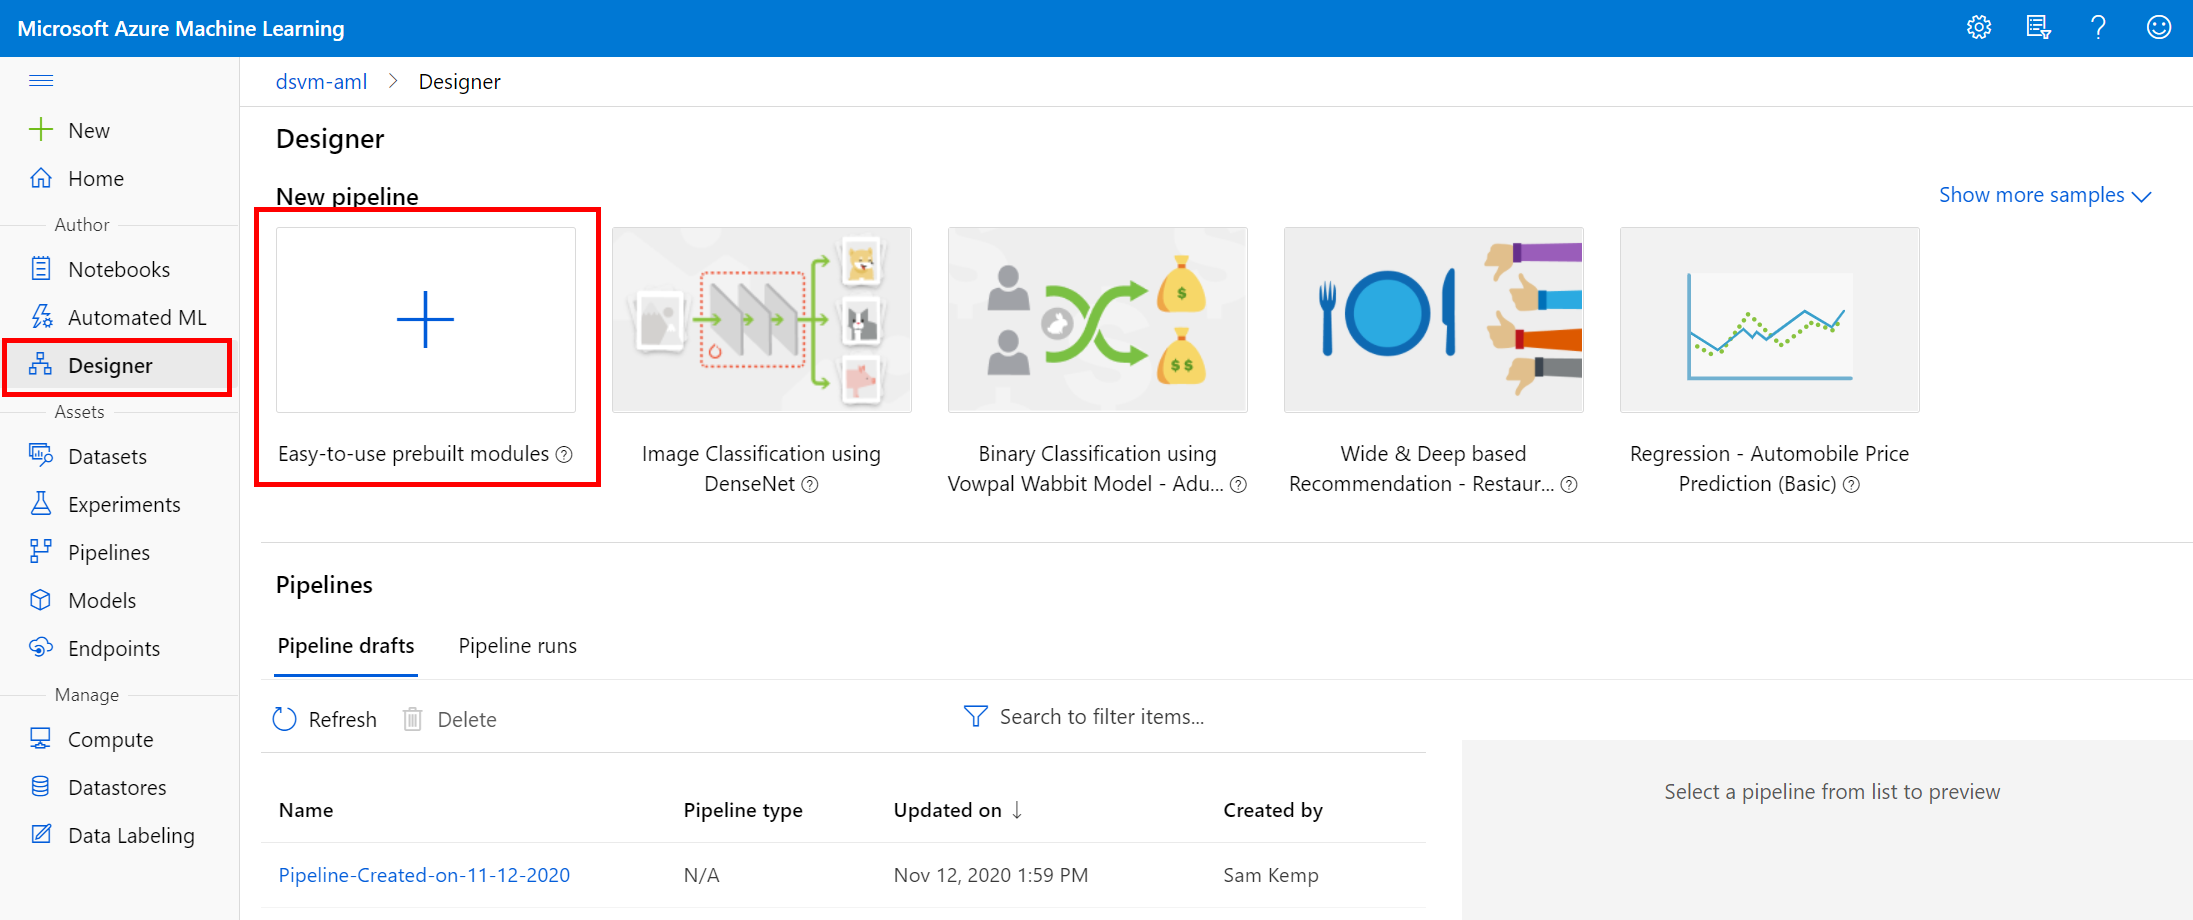 Microsoft Azure Machine Learning
New
Home
Author
Notebooks
Automated ML
Designer
Assets
Datasets
Experiments
Pipelines
Models
Endpoints
Manage
Compute
Datastores
Data Labeling
dsvm-aml > Designer
Designer
New pipeline
Show more samples
$
$$
Easy-to-use prebuilt modules
Image Classification using
DenseNet
Binary Classification using
Vowpal Wabbit Model - Adu...
Wide & Deep based
Recommendation - Restaur...
Regression - Automobile Price
Prediction (Basic)
Pipelines
Pipeline drafts Pipeline runs
Refresh Delete Search to filter items...
Name Pipeline type Updated on ↓ Created by
Pipeline-Created-on-11-12-2020 N/A Nov 12, 2020 1:59 PM Sam Kemp
Select a pipeline from list to preview